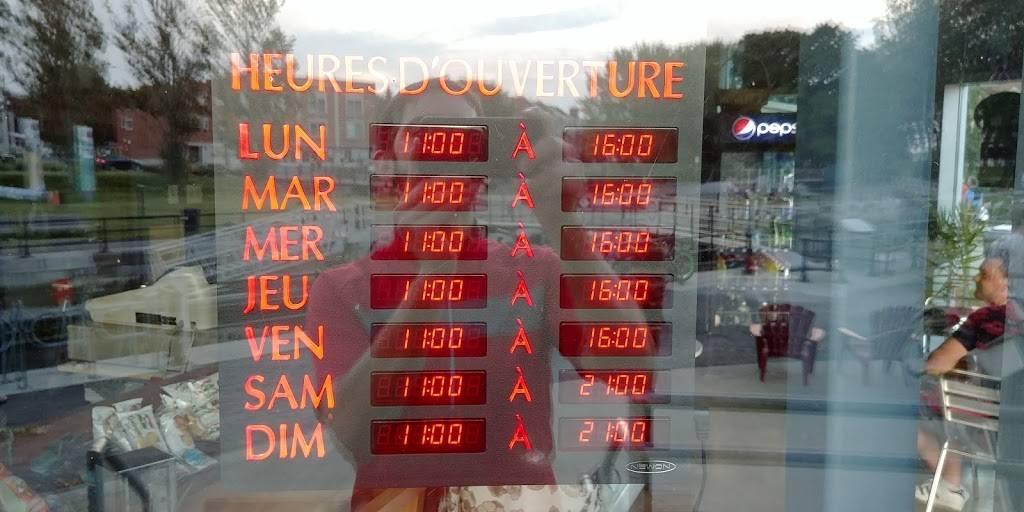 HEURES D'OUVERTURE
LUN 11:00 À 16:00
MAR 11:00 À 16:00
MER 11:00 À 16:00
JEU 11:00 À 16:00
VEN 11:00 À 16:00
SAM 11:00 À 21:00
DIM 11:00 À 21:00
NEWON
peps